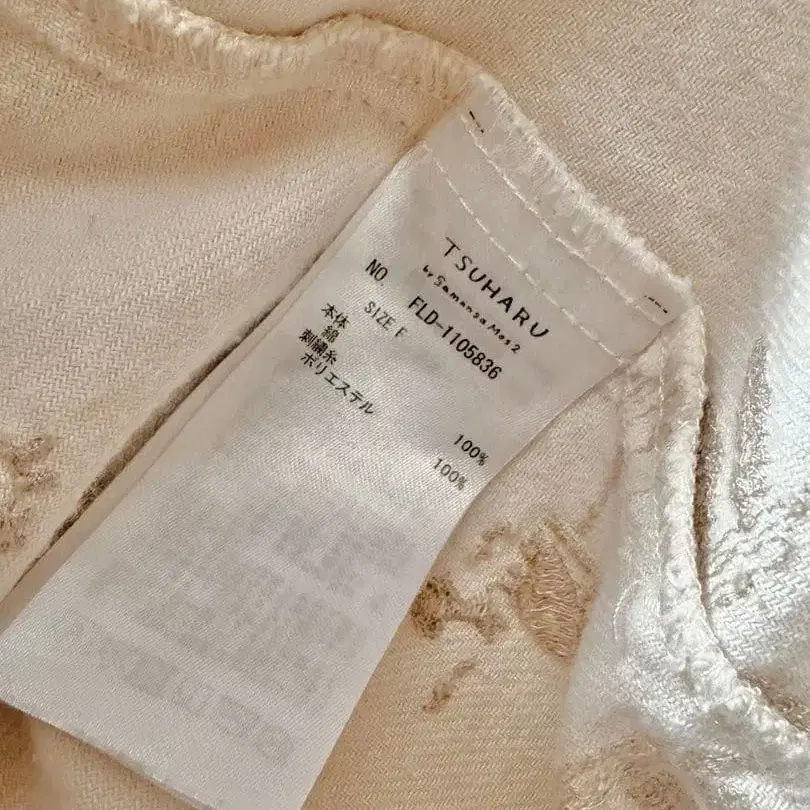 TSUHARU
by Samansa Mos2
NO. FLD-1105836
SIZE F
本体
綿 100%
刺繍糸
ポリエステル 100%